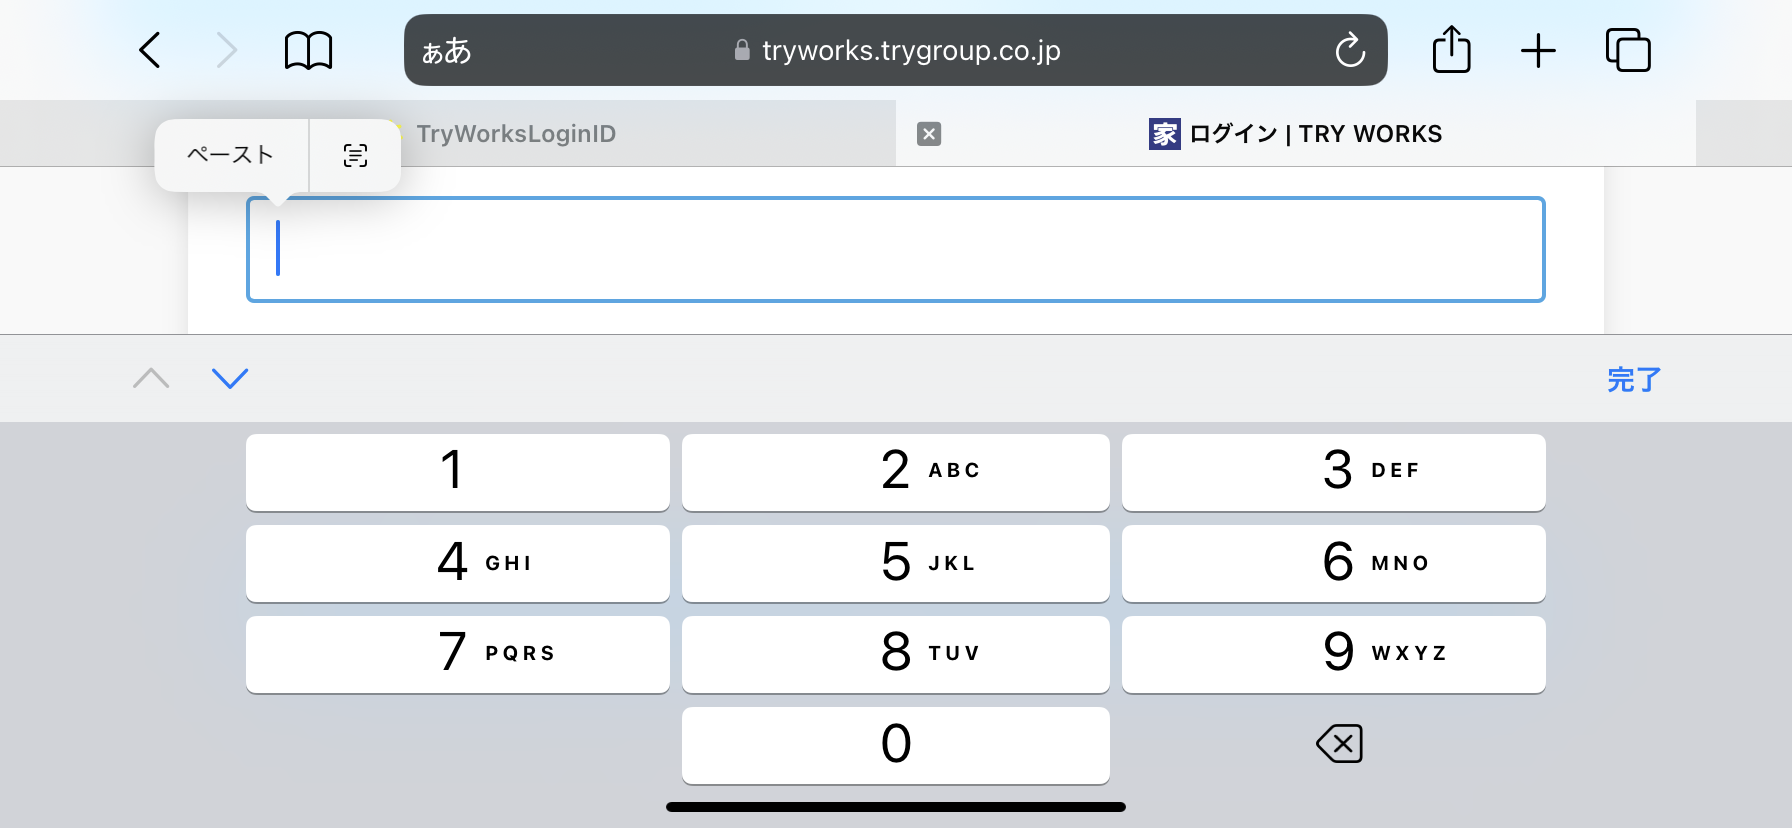 ぁあ tryworks.trygroup.co.jp
TryWorksLoginID
家 ログイン | TRY WORKS
ペースト
完了
1
2 ABC
3 DEF
4 GHI
5 JKL
6 MNO
7 PQRS
8 TUV
9 WXYZ
0